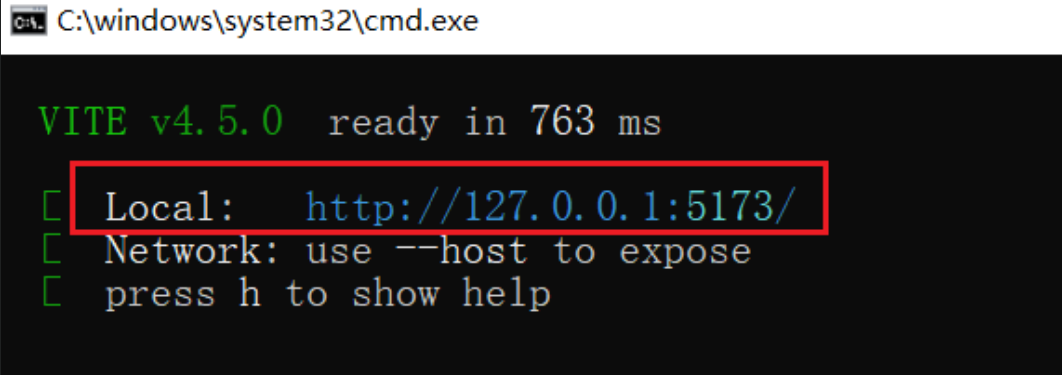 C:\windows\system32\cmd.exe
VITE v4.5.0 ready in 763 ms
Local: http://127.0.0.1:5173/
Network: use --host to expose
press h to show help